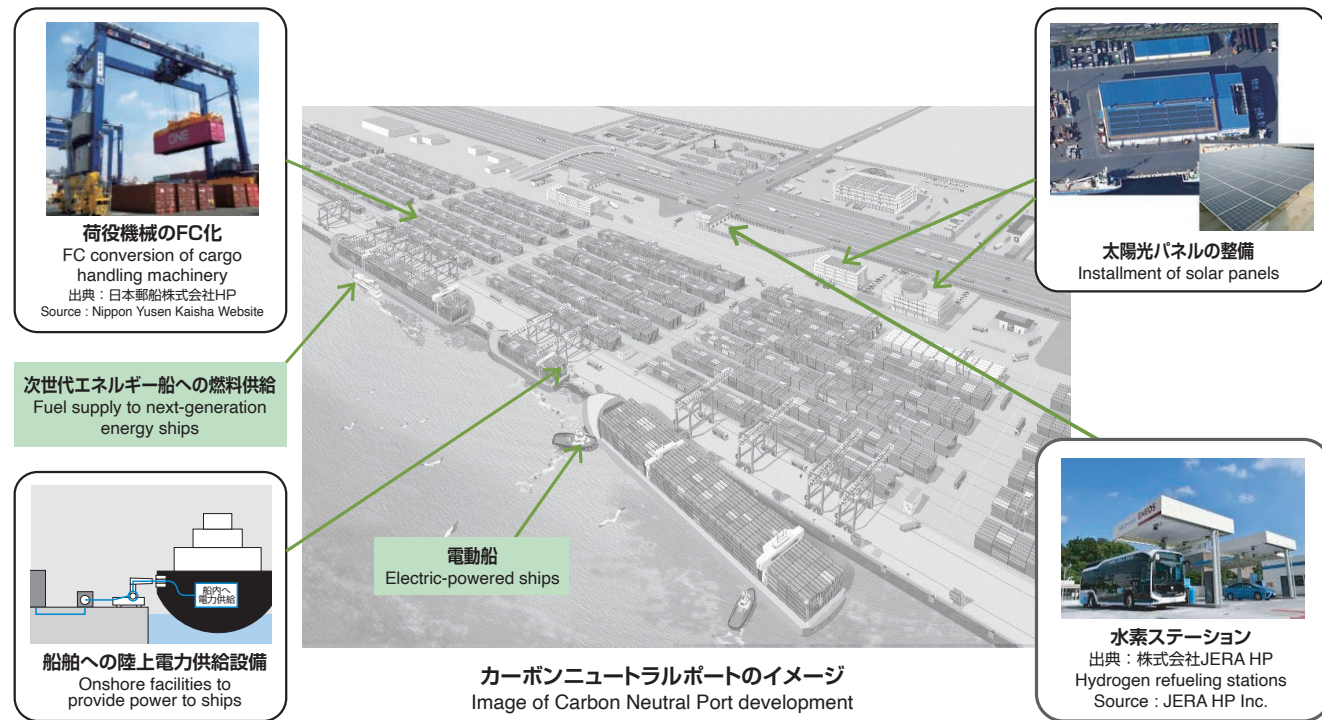 ONE
荷役機械のFC化
FC conversion of cargo
handling machinery
出典：日本郵船株式会社HP
Source : Nippon Yusen Kaisha Website
次世代エネルギー船への燃料供給
Fuel supply to next-generation
energy ships
船内へ
電力供給
船舶への陸上電力供給設備
Onshore facilities to
provide power to ships
電動船
Electric-powered ships
カーボンニュートラルポートのイメージ
Image of Carbon Neutral Port development
太陽光パネルの整備
Installment of solar panels
ENEOS
水素ステーション
出典：株式会社JERA HP
Hydrogen refueling stations
Source : JERA HP Inc.